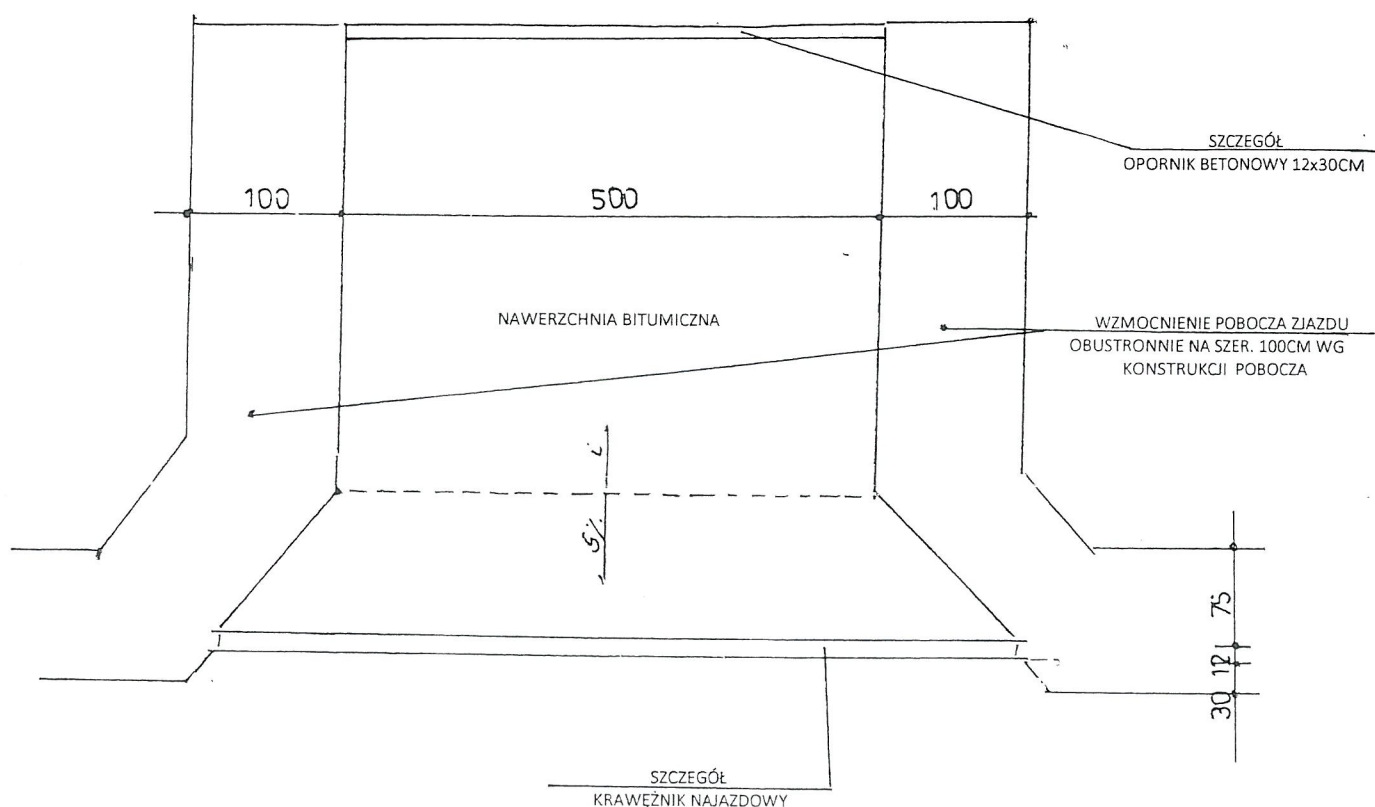 SZCZEGÓŁ
OPORNIK BETONOWY 12x30CM
100
500
100
NAWERZCHNIA BITUMICZNA
WZMOCNIENIE POBOCZA ZJAZDU
OBUSTRONNIE NA SZER. 100CM WG
KONSTRUKCJI POBOCZA
i
5%
75
12
30
SZCZEGÓŁ
KRAWĘŻNIK NAJAZDOWY